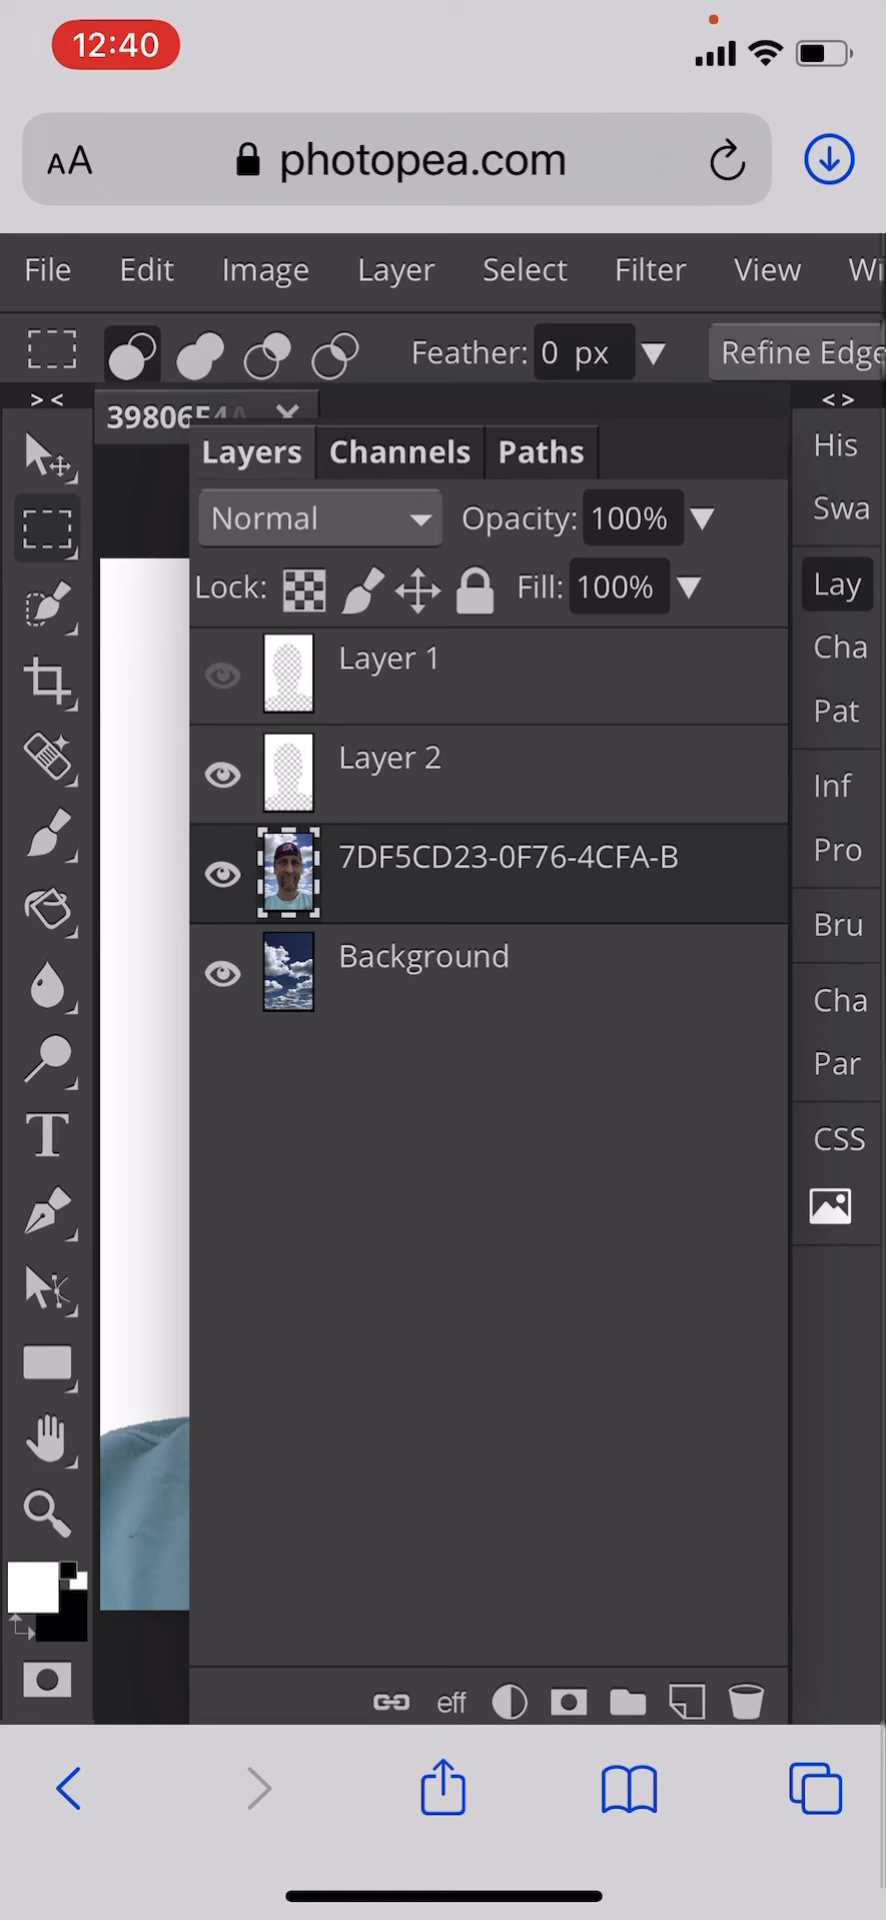 12:40
AA photopea.com
File Edit Image Layer Select Filter View Wi
Feather: 0 px Refine Edge
> < 39806E4A < >
Layers Channels Paths
Normal Opacity: 100%
Lock: Fill: 100%
Layer 1
Layer 2
7DF5CD23-0F76-4CFA-B
Background
His
Swa
Lay
Cha
Pat
Inf
Pro
Bru
Cha
Par
CSS
T
eff